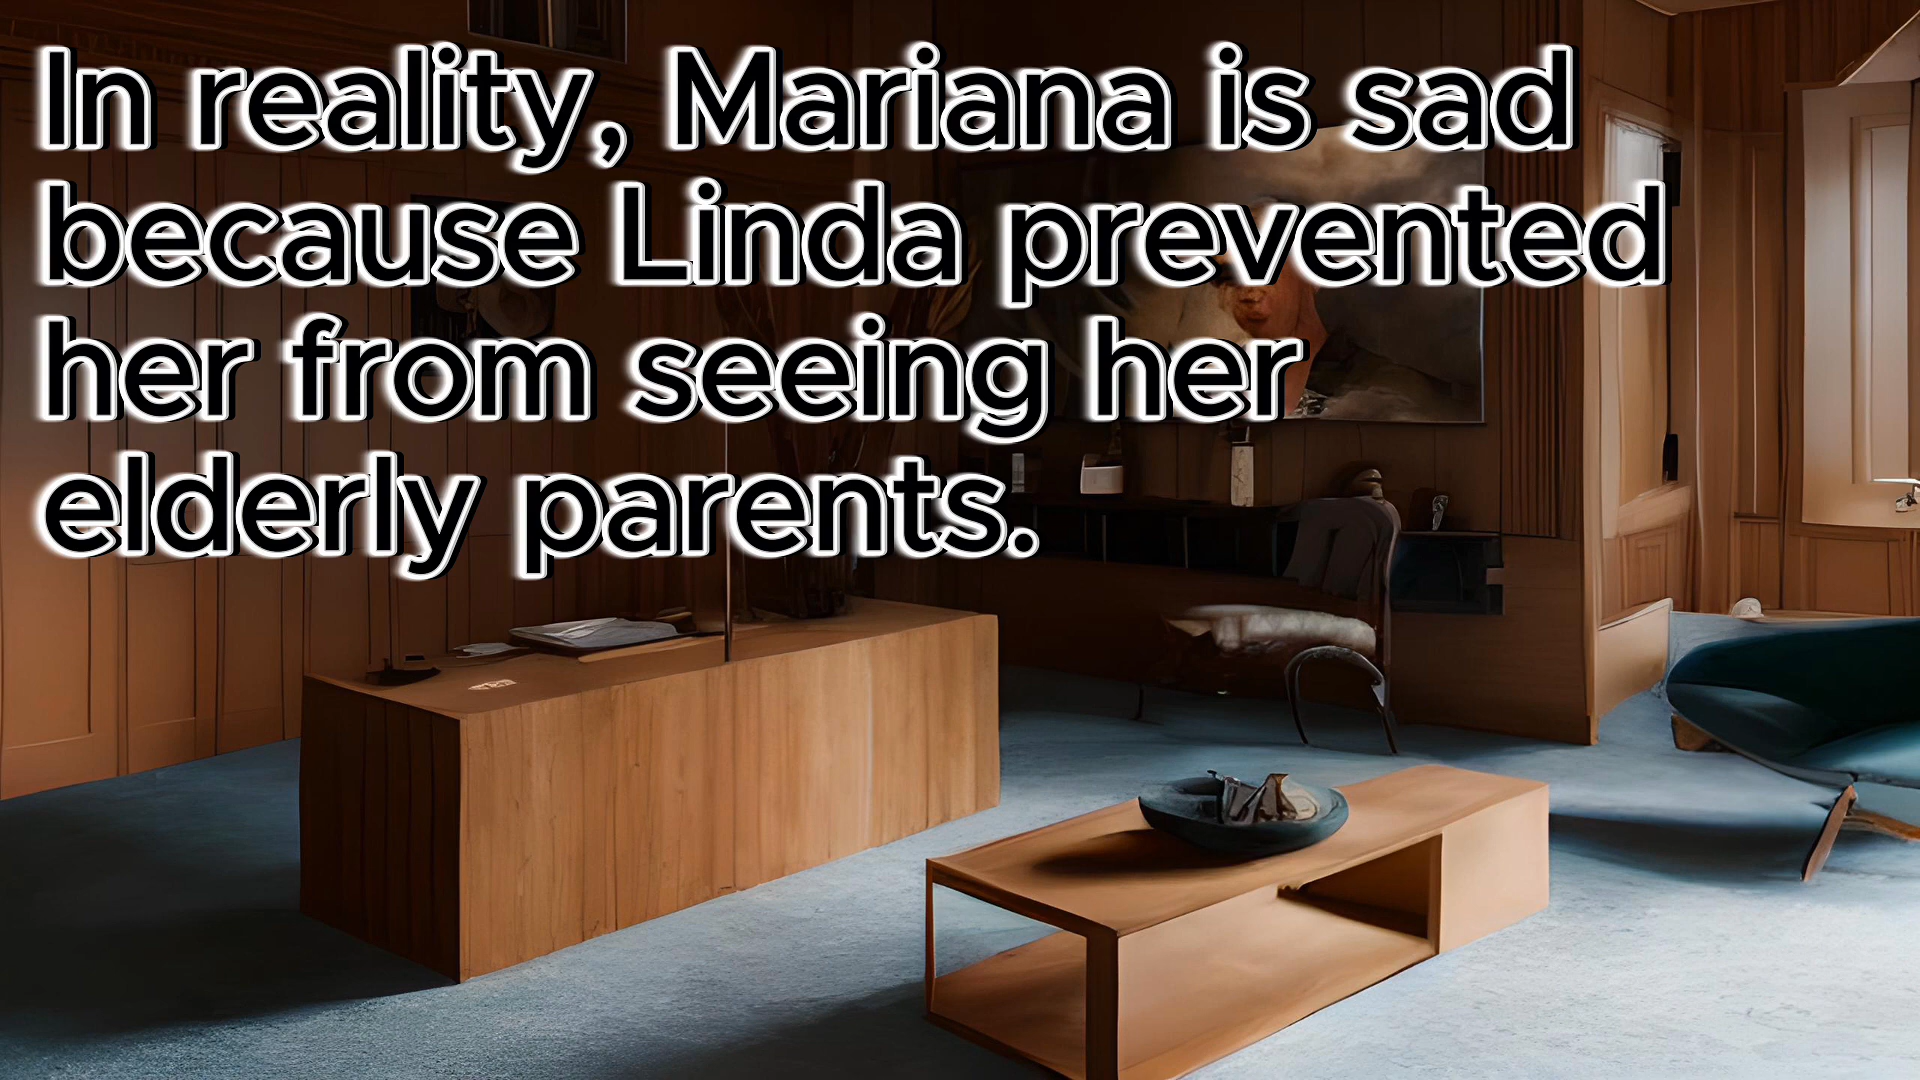 In reality, Mariana is sad
because Linda prevented
her from seeing her
elderly parents.